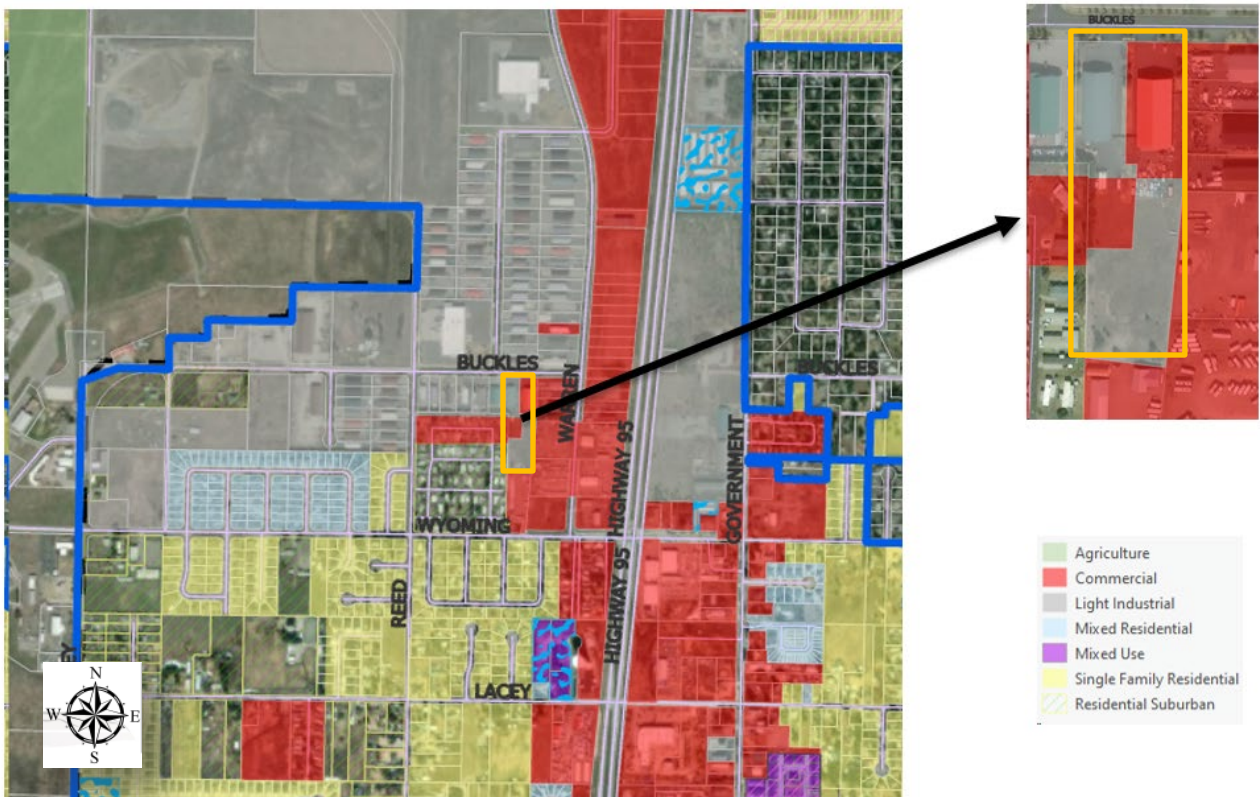 BUCKLES
BUCKLES
WARREN
BUCKLES
HIGHWAY 95
GOVERNMENT
WYOMING
REED
HIGHWAY 95
LACEY
N
W
E
S
Agriculture
Commercial
Light Industrial
Mixed Residential
Mixed Use
Single Family Residential
Residential Suburban